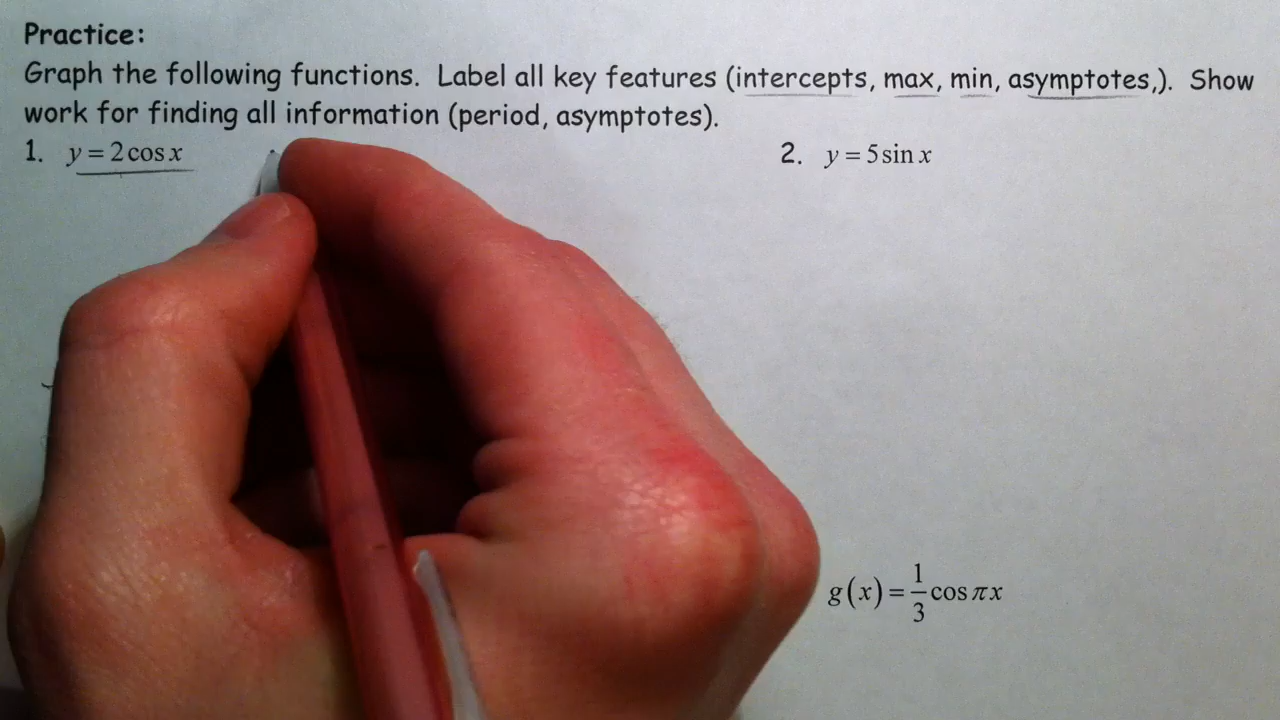 Practice:
Graph the following functions. Label all key features (intercepts, max, min, asymptotes,). Show
work for finding all information (period, asymptotes).
1. y = 2 cos x
2. y = 5 sin x
g(x) = 1/3 cos π x